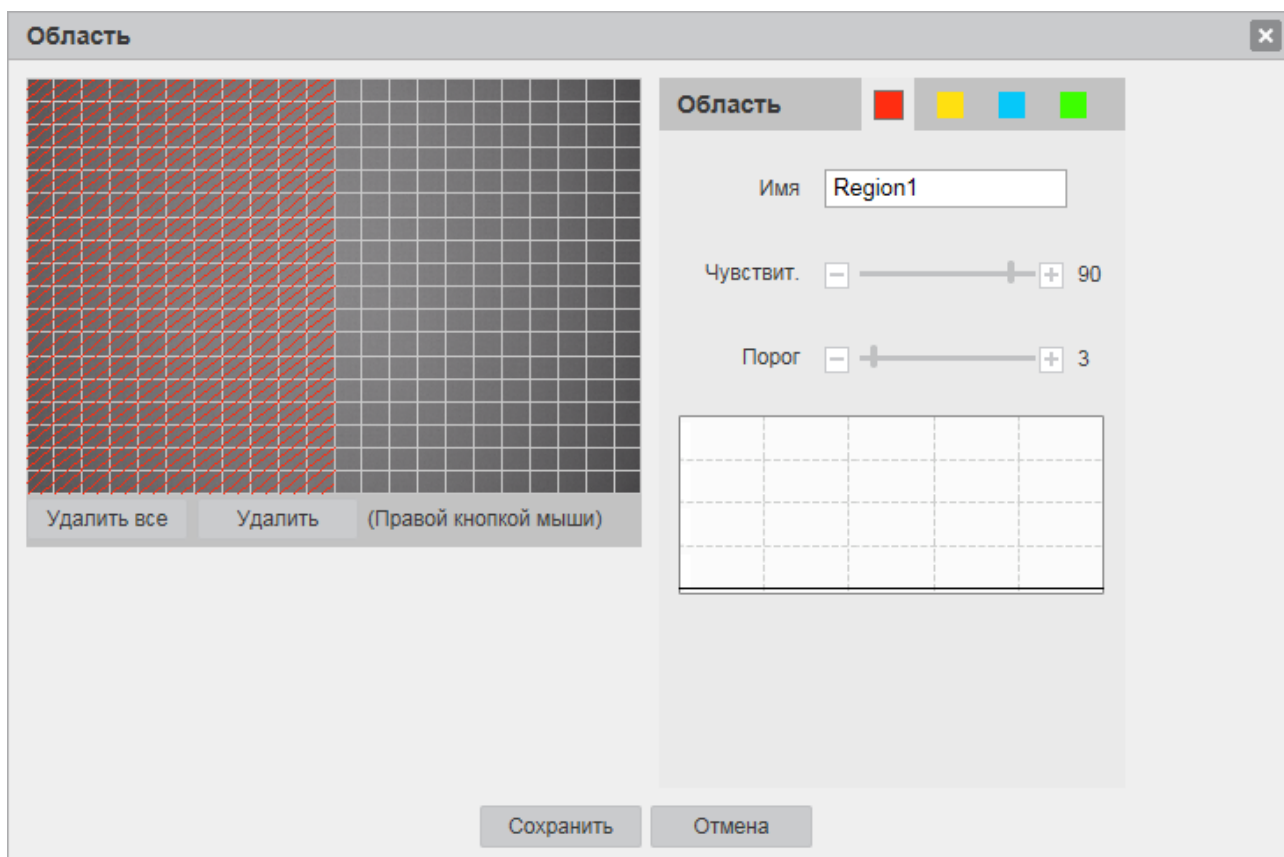 Область
Область
Имя Region1
Чувствит. 90
Порог 3
Удалить все Удалить (Правой кнопкой мыши)
Сохранить Отмена